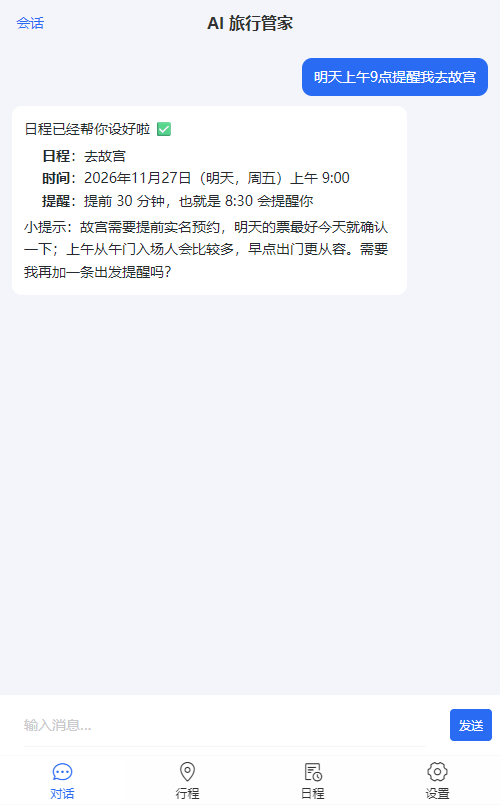 会话
AI 旅行管家
明天上午9点提醒我去故宫
日程已经帮你设好啦 ✅
日程：去故宫
时间：2026年11月27日（明天，周五）上午 9:00
提醒：提前 30 分钟，也就是 8:30 会提醒你
小提示：故宫需要提前实名预约，明天的票最好今天就确认
一下；上午从午门入场人会比较多，早点出门更从容。需要
我再加一条出发提醒吗？
输入消息...
发送
对话
行程
日程
设置